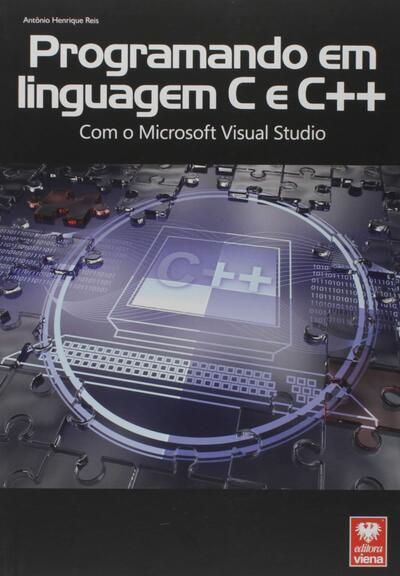 Antônio Henrique Reis
Programando em
linguagem C e C++
Com o Microsoft Visual Studio
C++
editora
viena